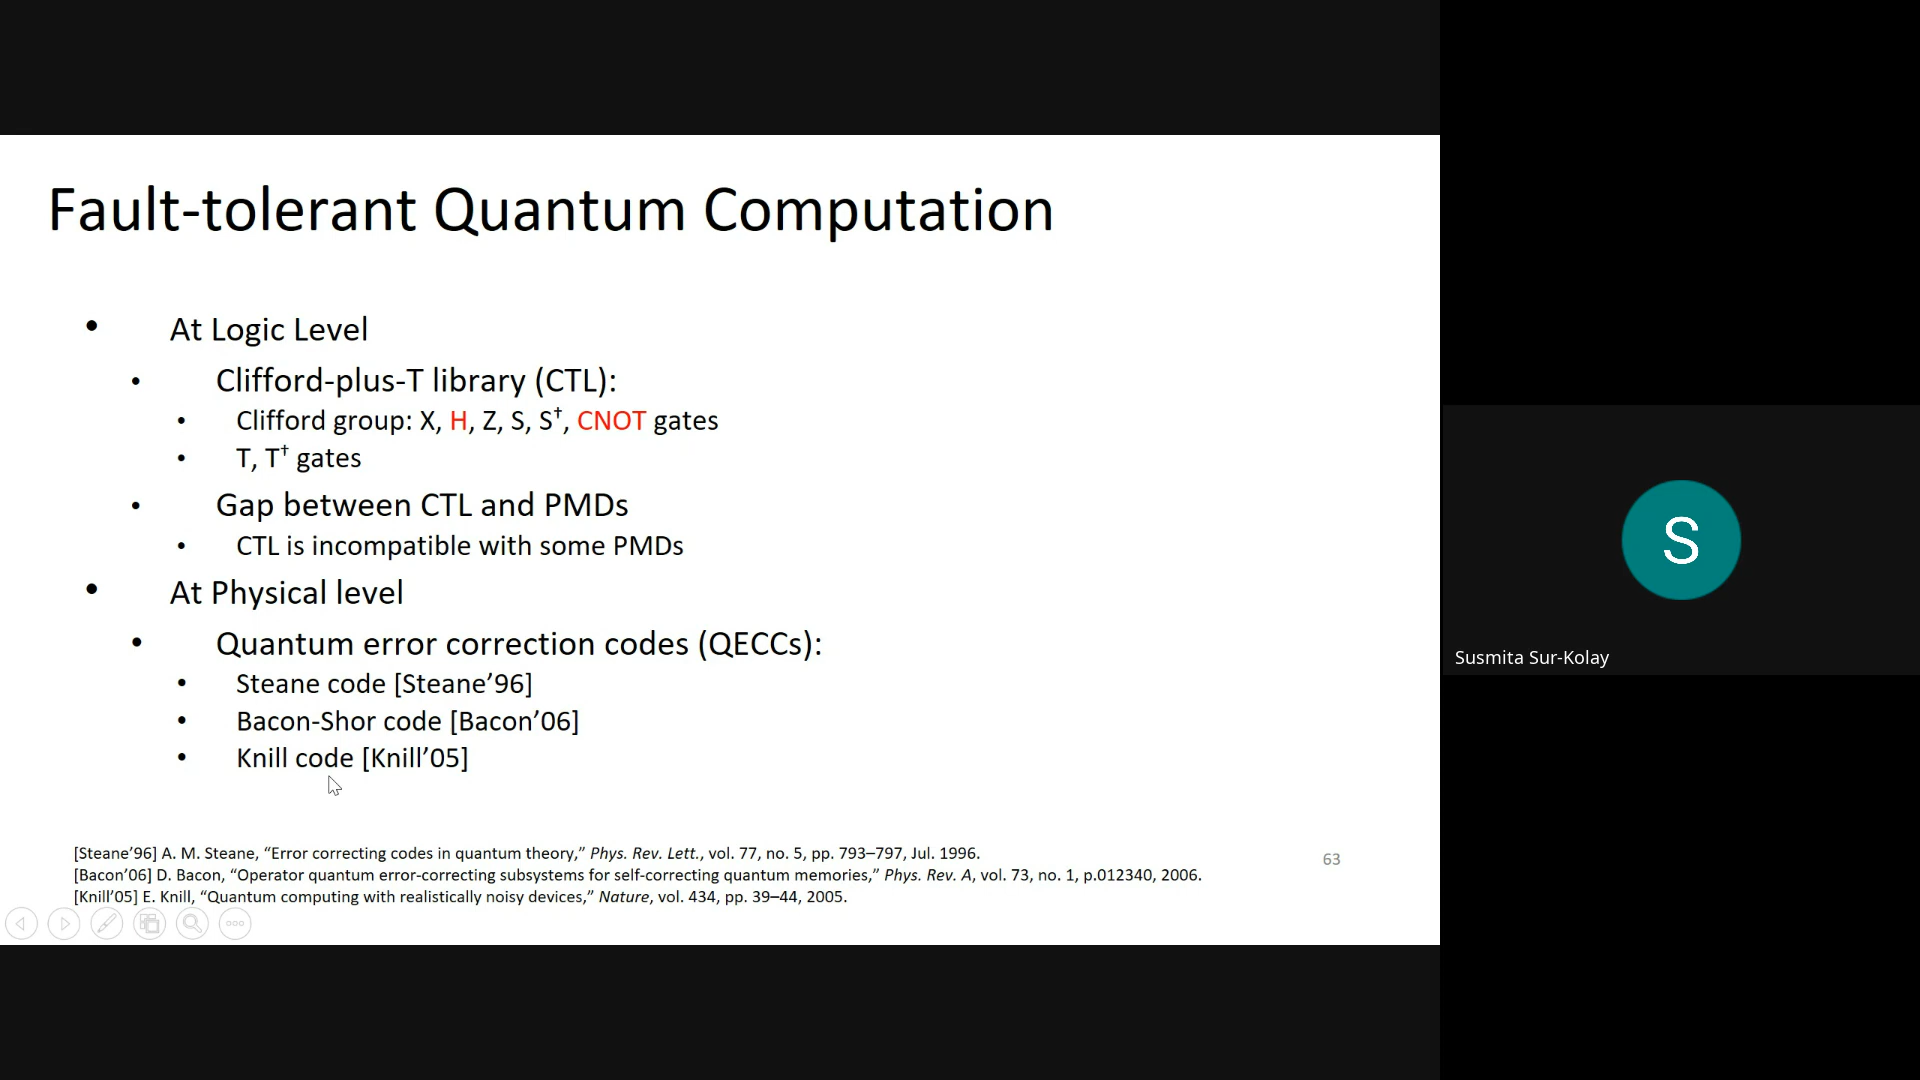 Fault-tolerant Quantum Computation
• At Logic Level
• Clifford-plus-T library (CTL):
• Clifford group: X, H, Z, S, S†, CNOT gates
• T, T† gates
• Gap between CTL and PMDs
• CTL is incompatible with some PMDs
• At Physical level
• Quantum error correction codes (QECCs):
• Steane code [Steane’96]
• Bacon-Shor code [Bacon’06]
• Knill code [Knill’05]
[Steane’96] A. M. Steane, “Error correcting codes in quantum theory,” Phys. Rev. Lett., vol. 77, no. 5, pp. 793–797, Jul. 1996.
[Bacon’06] D. Bacon, “Operator quantum error-correcting subsystems for self-correcting quantum memories,” Phys. Rev. A, vol. 73, no. 1, p.012340, 2006.
[Knill’05] E. Knill, “Quantum computing with realistically noisy devices,” Nature, vol. 434, pp. 39–44, 2005.
63
S
Susmita Sur-Kolay